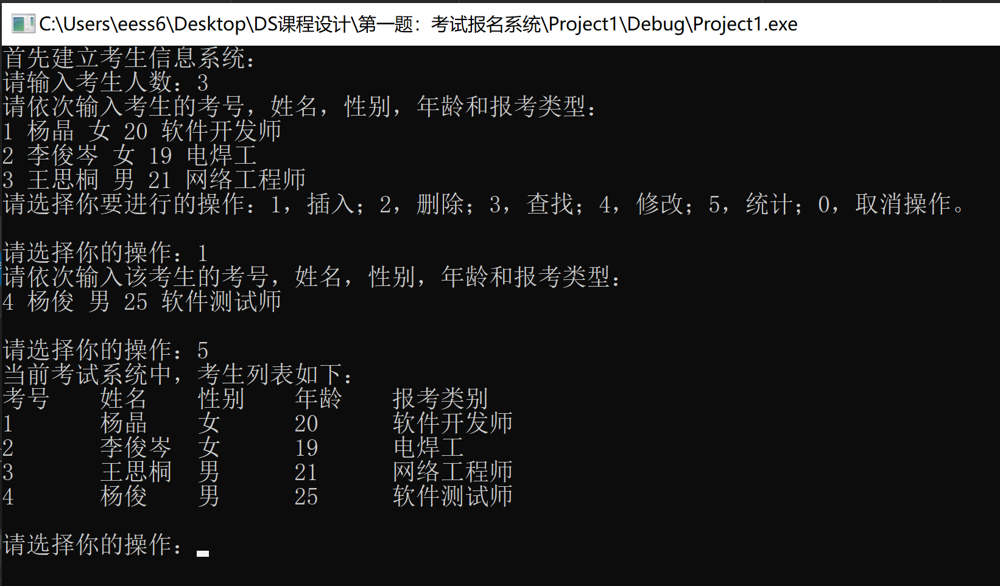 C:\Users\eess6\Desktop\DS课程设计\第一题：考试报名系统\Project1\Debug\Project1.exe
首先建立考生信息系统：
请输入考生人数：3
请依次输入考生的考号，姓名，性别，年龄和报考类型：
1 杨晶 女 20 软件开发师
2 李俊岑 女 19 电焊工
3 王思桐 男 21 网络工程师
请选择你要进行的操作：1，插入；2，删除；3，查找；4，修改；5，统计；0，取消操作。
请选择你的操作：1
请依次输入该考生的考号，姓名，性别，年龄和报考类型：
4 杨俊 男 25 软件测试师
请选择你的操作：5
当前考试系统中，考生列表如下：
考号 姓名 性别 年龄 报考类别
1 杨晶 女 20 软件开发师
2 李俊岑 女 19 电焊工
3 王思桐 男 21 网络工程师
4 杨俊 男 25 软件测试师
请选择你的操作：